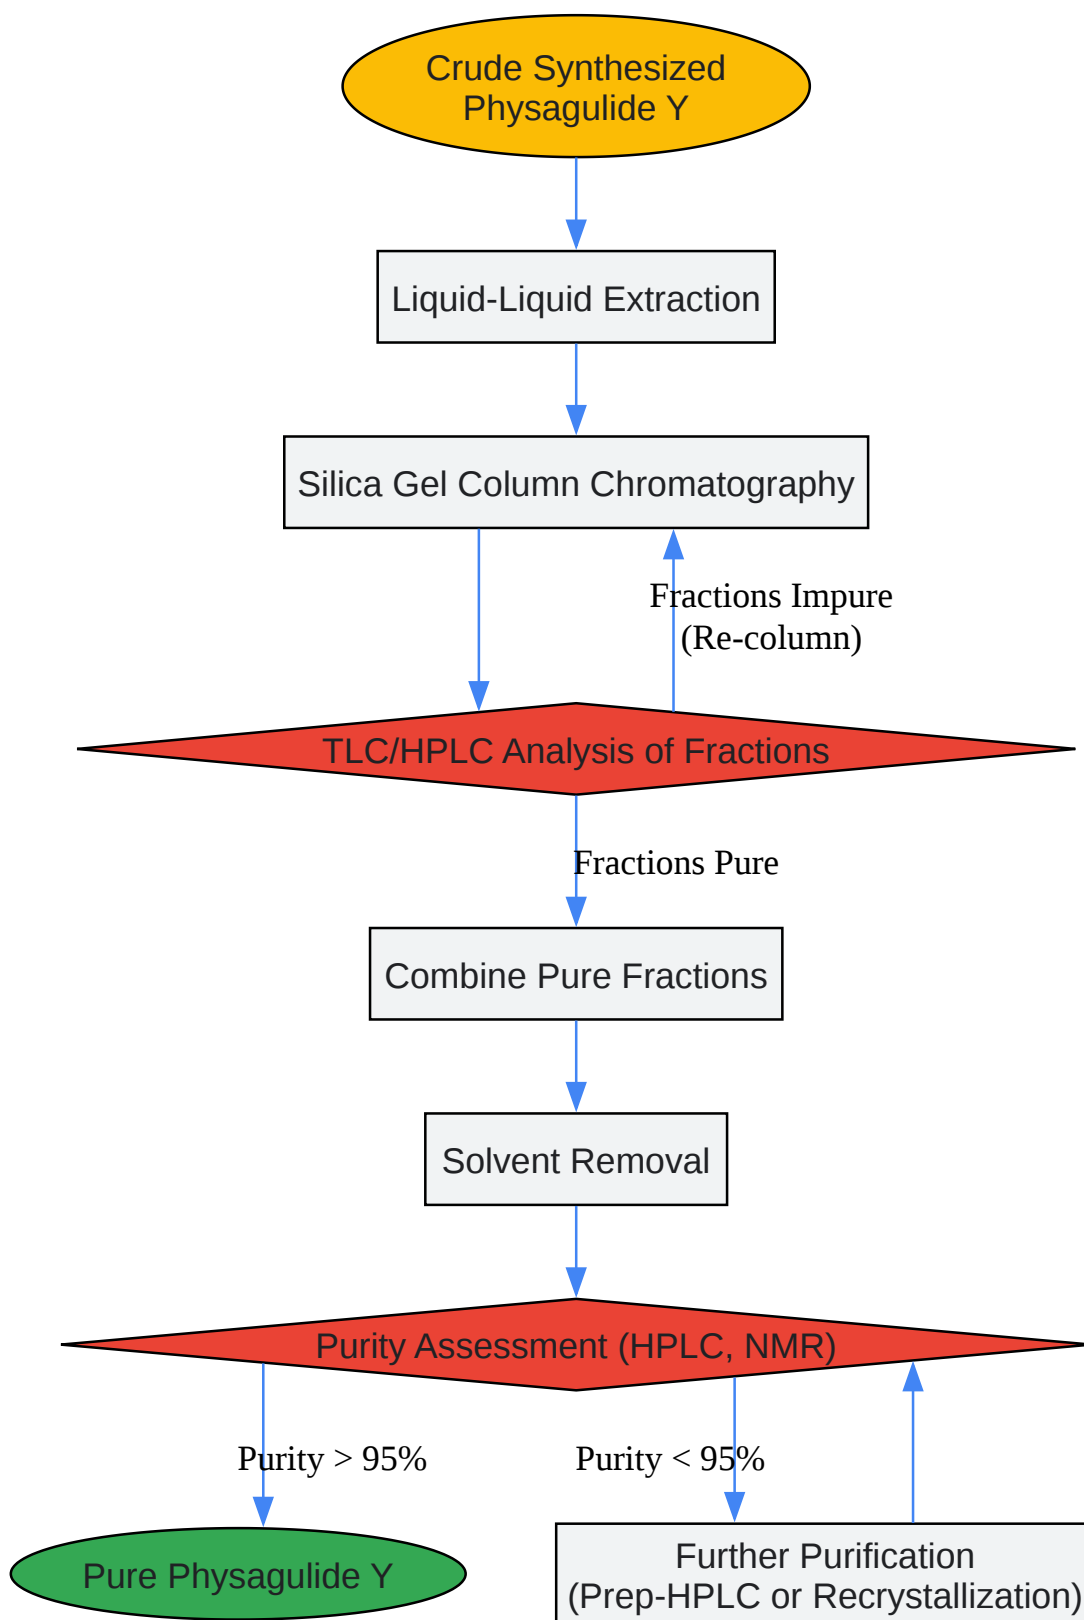 Crude Synthesized
Physagulide Y
Liquid-Liquid Extraction
Silica Gel Column Chromatography
Fractions Impure
(Re-column)
TLC/HPLC Analysis of Fractions
Fractions Pure
Combine Pure Fractions
Solvent Removal
Purity Assessment (HPLC, NMR)
Purity > 95%
Purity < 95%
Pure Physagulide Y
Further Purification
(Prep-HPLC or Recrystallization)